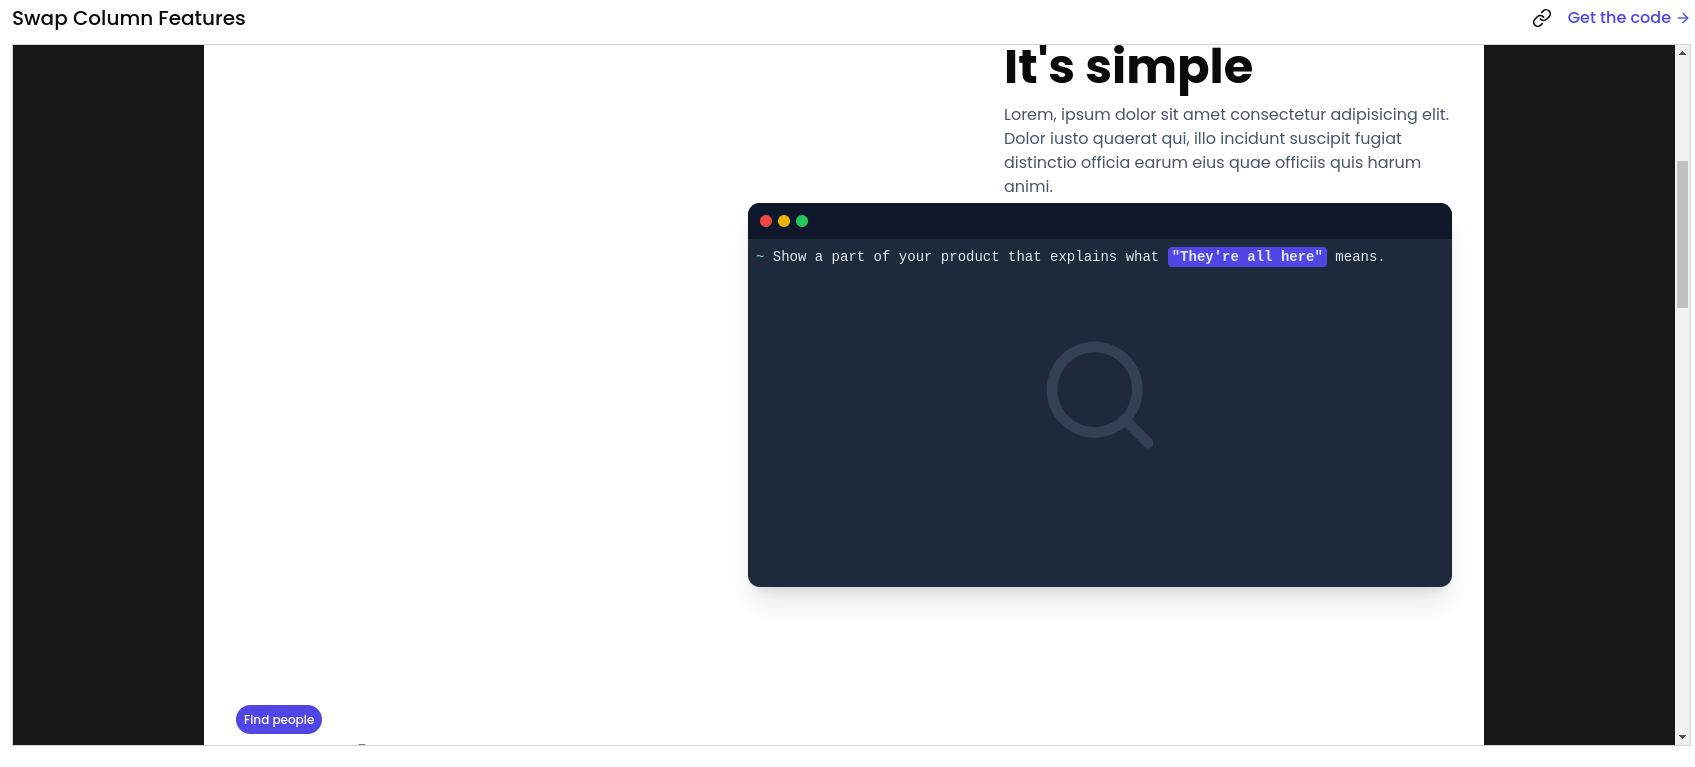 Swap Column Features
Get the code →
It's simple
Lorem, ipsum dolor sit amet consectetur adipisicing elit.
Dolor iusto quaerat qui, illo incidunt suscipit fugiat
distinctio officia earum eius quae officiis quis harum
animi.
~ Show a part of your product that explains what "They're all here" means.
Find people